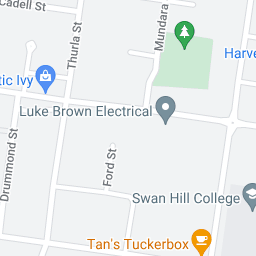 Cadell St
Thurla St
Mundara
Harve
tic Ivy
Luke Brown Electrical
Drummond St
Ford St
Swan Hill College
Tan's Tuckerbox